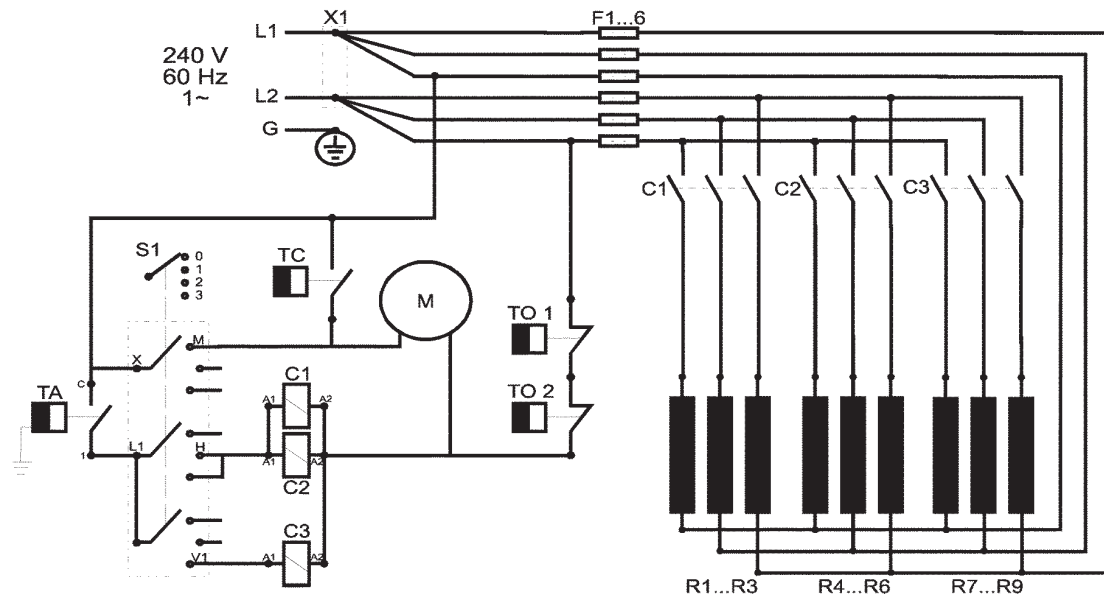 X1
F1...6
L1
240 V
60 Hz
1~
L2
G
C1
C2
C3
S1
0
1
2
3
TC
M
TO 1
M
X
C
TA
C1
A1
A2
TO 2
L1
H
A1
A2
1
C2
C3
V1
A1
A2
R1...R3
R4...R6
R7...R9